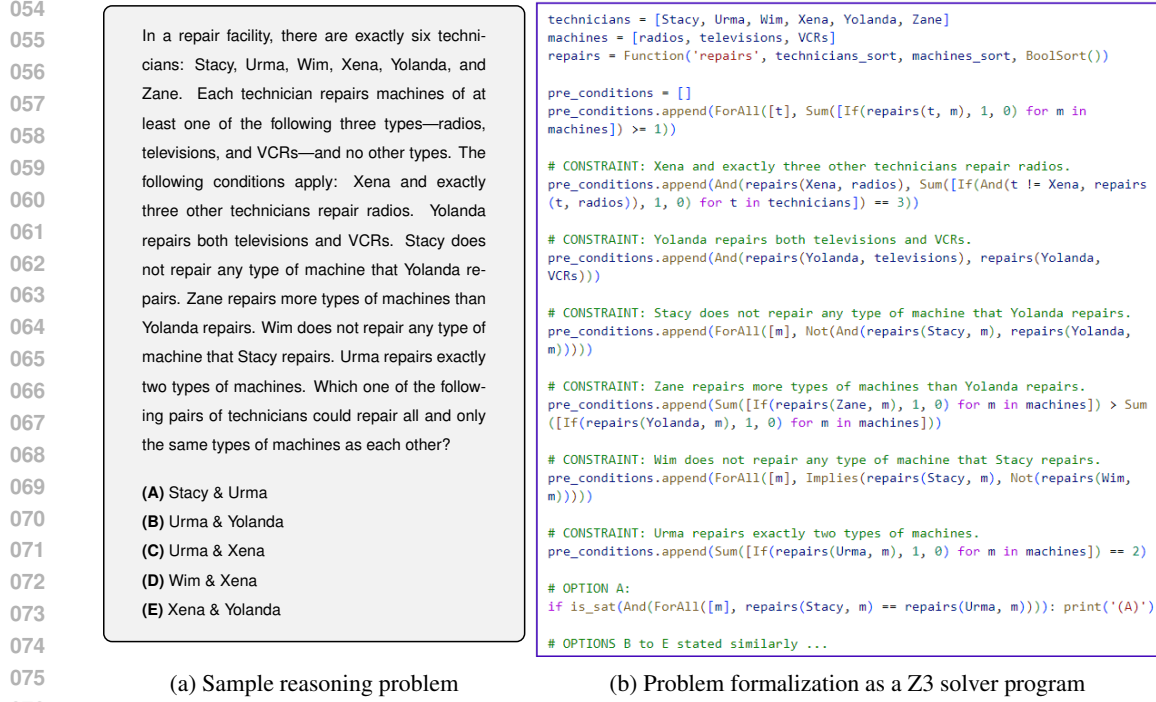 054
055
056
057
058
059
060
061
062
063
064
065
066
067
068
069
070
071
072
073
074
075
In a repair facility, there are exactly six techni-
cians: Stacy, Urma, Wim, Xena, Yolanda, and
Zane. Each technician repairs machines of at
least one of the following three types—radios,
televisions, and VCRs—and no other types. The
following conditions apply: Xena and exactly
three other technicians repair radios. Yolanda
repairs both televisions and VCRs. Stacy does
not repair any type of machine that Yolanda re-
pairs. Zane repairs more types of machines than
Yolanda repairs. Wim does not repair any type of
machine that Stacy repairs. Urma repairs exactly
two types of machines. Which one of the follow-
ing pairs of technicians could repair all and only
the same types of machines as each other?
(A) Stacy & Urma
(B) Urma & Yolanda
(C) Urma & Xena
(D) Wim & Xena
(E) Xena & Yolanda
(a) Sample reasoning problem
technicians = [Stacy, Urma, Wim, Xena, Yolanda, Zane]
machines = [radios, televisions, VCRs]
repairs = Function('repairs', technicians_sort, machines_sort, BoolSort())
pre_conditions = []
pre_conditions.append(ForAll([t], Sum([If(repairs(t, m), 1, 0) for m in
machines]) >= 1))
# CONSTRAINT: Xena and exactly three other technicians repair radios.
pre_conditions.append(And(repairs(Xena, radios), Sum([If(And(t != Xena, repairs
(t, radios)), 1, 0) for t in technicians]) == 3))
# CONSTRAINT: Yolanda repairs both televisions and VCRs.
pre_conditions.append(And(repairs(Yolanda, televisions), repairs(Yolanda,
VCRs)))
# CONSTRAINT: Stacy does not repair any type of machine that Yolanda repairs.
pre_conditions.append(ForAll([m], Not(And(repairs(Stacy, m), repairs(Yolanda,
m)))))
# CONSTRAINT: Zane repairs more types of machines than Yolanda repairs.
pre_conditions.append(Sum([If(repairs(Zane, m), 1, 0) for m in machines]) > Sum
([If(repairs(Yolanda, m), 1, 0) for m in machines]))
# CONSTRAINT: Wim does not repair any type of machine that Stacy repairs.
pre_conditions.append(ForAll([m], Implies(repairs(Stacy, m), Not(repairs(Wim,
m)))))
# CONSTRAINT: Urma repairs exactly two types of machines.
pre_conditions.append(Sum([If(repairs(Urma, m), 1, 0) for m in machines]) == 2)
# OPTION A:
if is_sat(And(ForAll([m], repairs(Stacy, m) == repairs(Urma, m)))): print('(A)')
# OPTIONS B to E stated similarly ...
(b) Problem formalization as a Z3 solver program